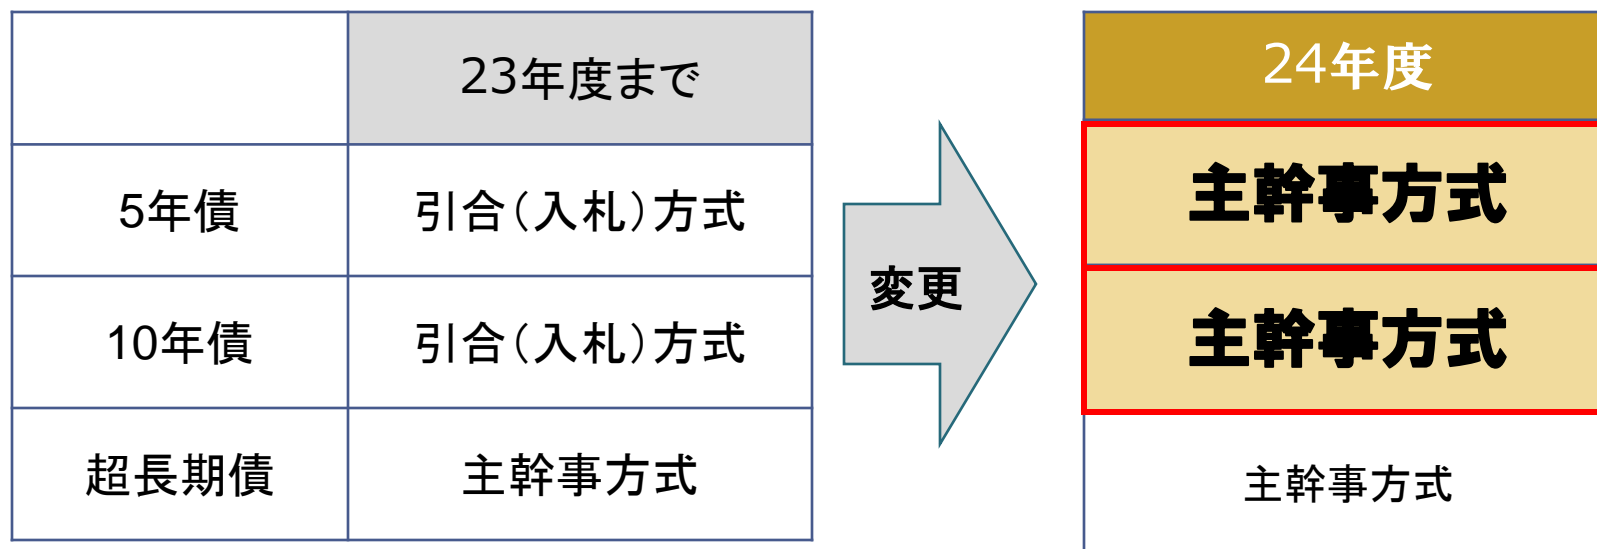 23年度まで
5年債
引合(入札)方式
10年債
引合(入札)方式
超長期債
主幹事方式
変更
24年度
主幹事方式
主幹事方式
主幹事方式